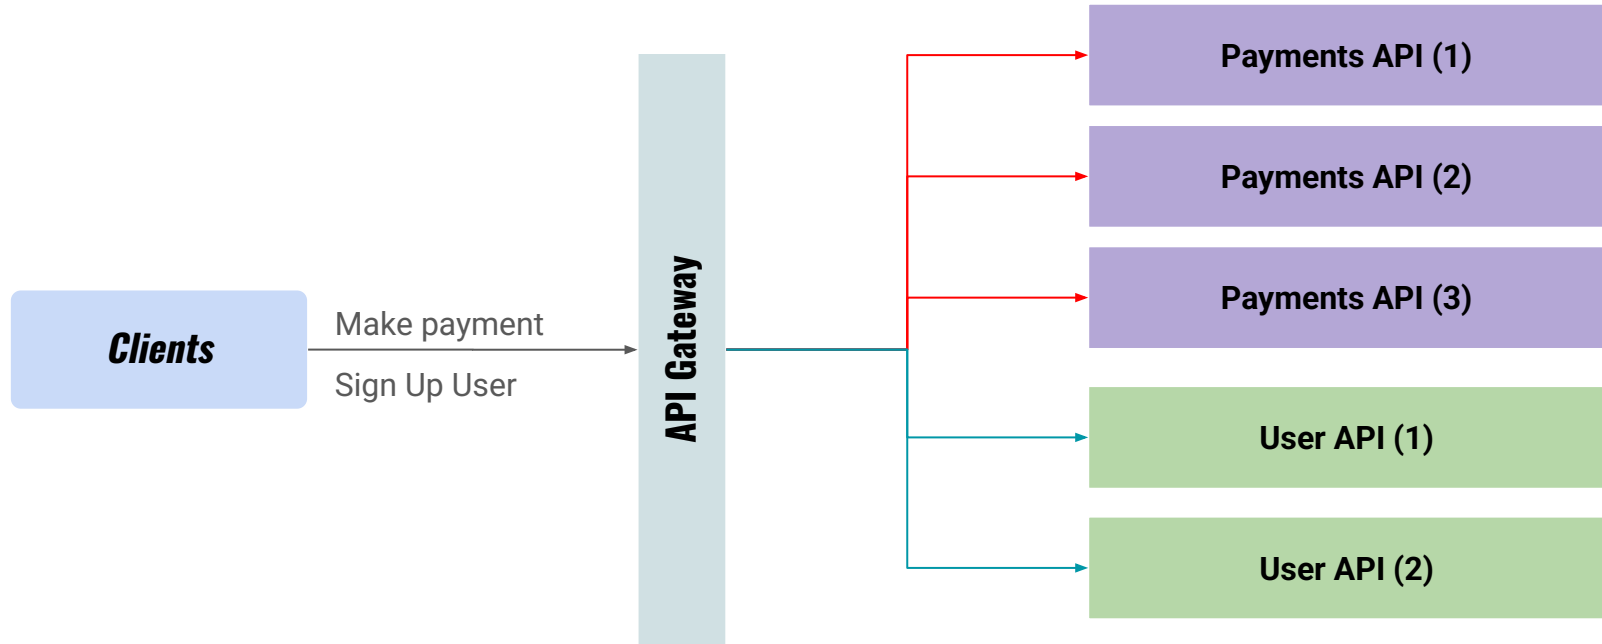 Clients
Make payment
Sign Up User
API Gateway
Payments API (1)
Payments API (2)
Payments API (3)
User API (1)
User API (2)